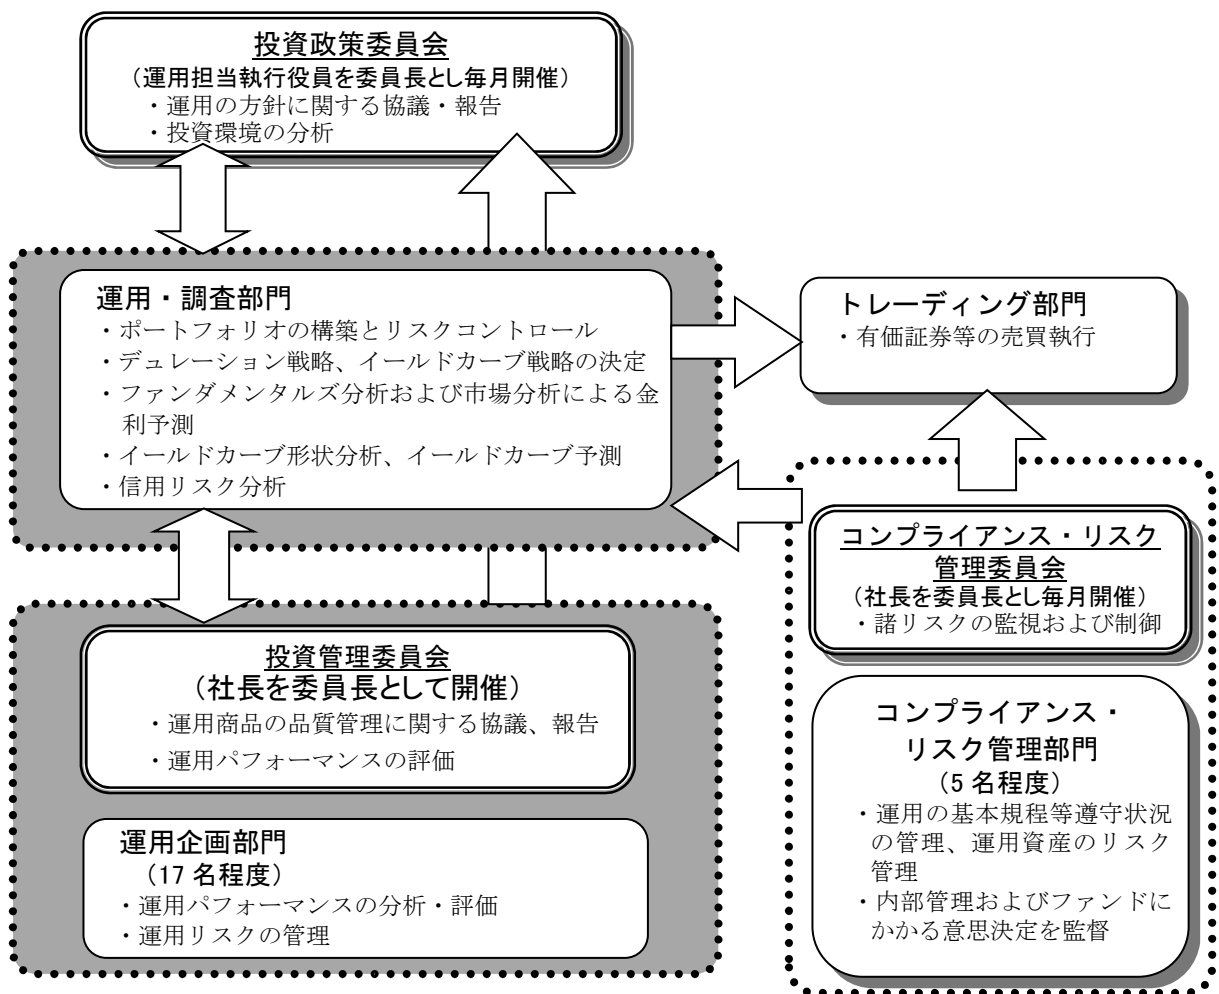 投資政策委員会
（運用担当執行役員を委員長とし毎月開催）
・運用の方針に関する協議・報告
・投資環境の分析
運用・調査部門
・ポートフォリオの構築とリスクコントロール
・デュレーション戦略、イールドカーブ戦略の決定
・ファンダメンタルズ分析および市場分析による金
利予測
・イールドカーブ形状分析、イールドカーブ予測
・信用リスク分析
トレーディング部門
・有価証券等の売買執行
コンプライアンス・リスク
管理委員会
（社長を委員長とし毎月開催）
・諸リスクの監視および制御
投資管理委員会
（社長を委員長として開催）
・運用商品の品質管理に関する協議、報告
・運用パフォーマンスの評価
コンプライアンス・
リスク管理部門
（5 名程度）
・運用の基本規程等遵守状況
の管理、運用資産のリスク
管理
・内部管理およびファンドに
かかる意思決定を監督
運用企画部門
（17 名程度）
・運用パフォーマンスの分析・評価
・運用リスクの管理